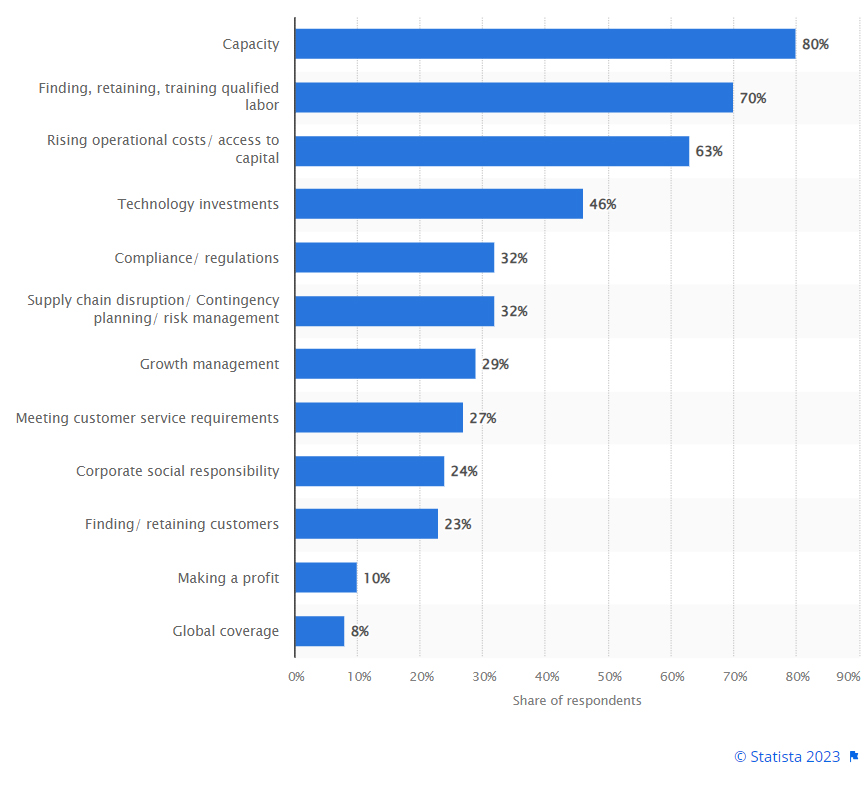 Capacity
80%
Finding, retaining, training qualified
labor
70%
Rising operational costs/ access to
capital
63%
Technology investments
46%
Compliance/ regulations
32%
Supply chain disruption/ Contingency
planning/ risk management
32%
Growth management
29%
Meeting customer service requirements
27%
Corporate social responsibility
24%
Finding/ retaining customers
23%
Making a profit
10%
Global coverage
8%
0% 10% 20% 30% 40% 50% 60% 70% 80% 90%
Share of respondents
© Statista 2023